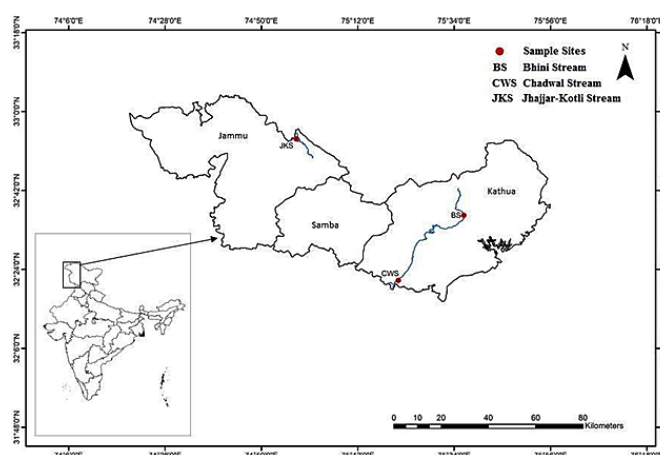 74°6'0"E 74°28'0"E 74°50'0"E 75°12'0"E 75°34'0"E 75°56'0"E 76°18'0"E
33°18'
33°0'0"N
32°42'0"N
32°24'0"N
32°6'0"N
31°48'0"N
Sample Sites
BS Bhini Stream
CWS Chadwal Stream
JKS Jhajjar-Kotli Stream
N
Jammu
JKS
Samba
Kathua
BS
CWS
0 10 20 40 60 80
Kilometers